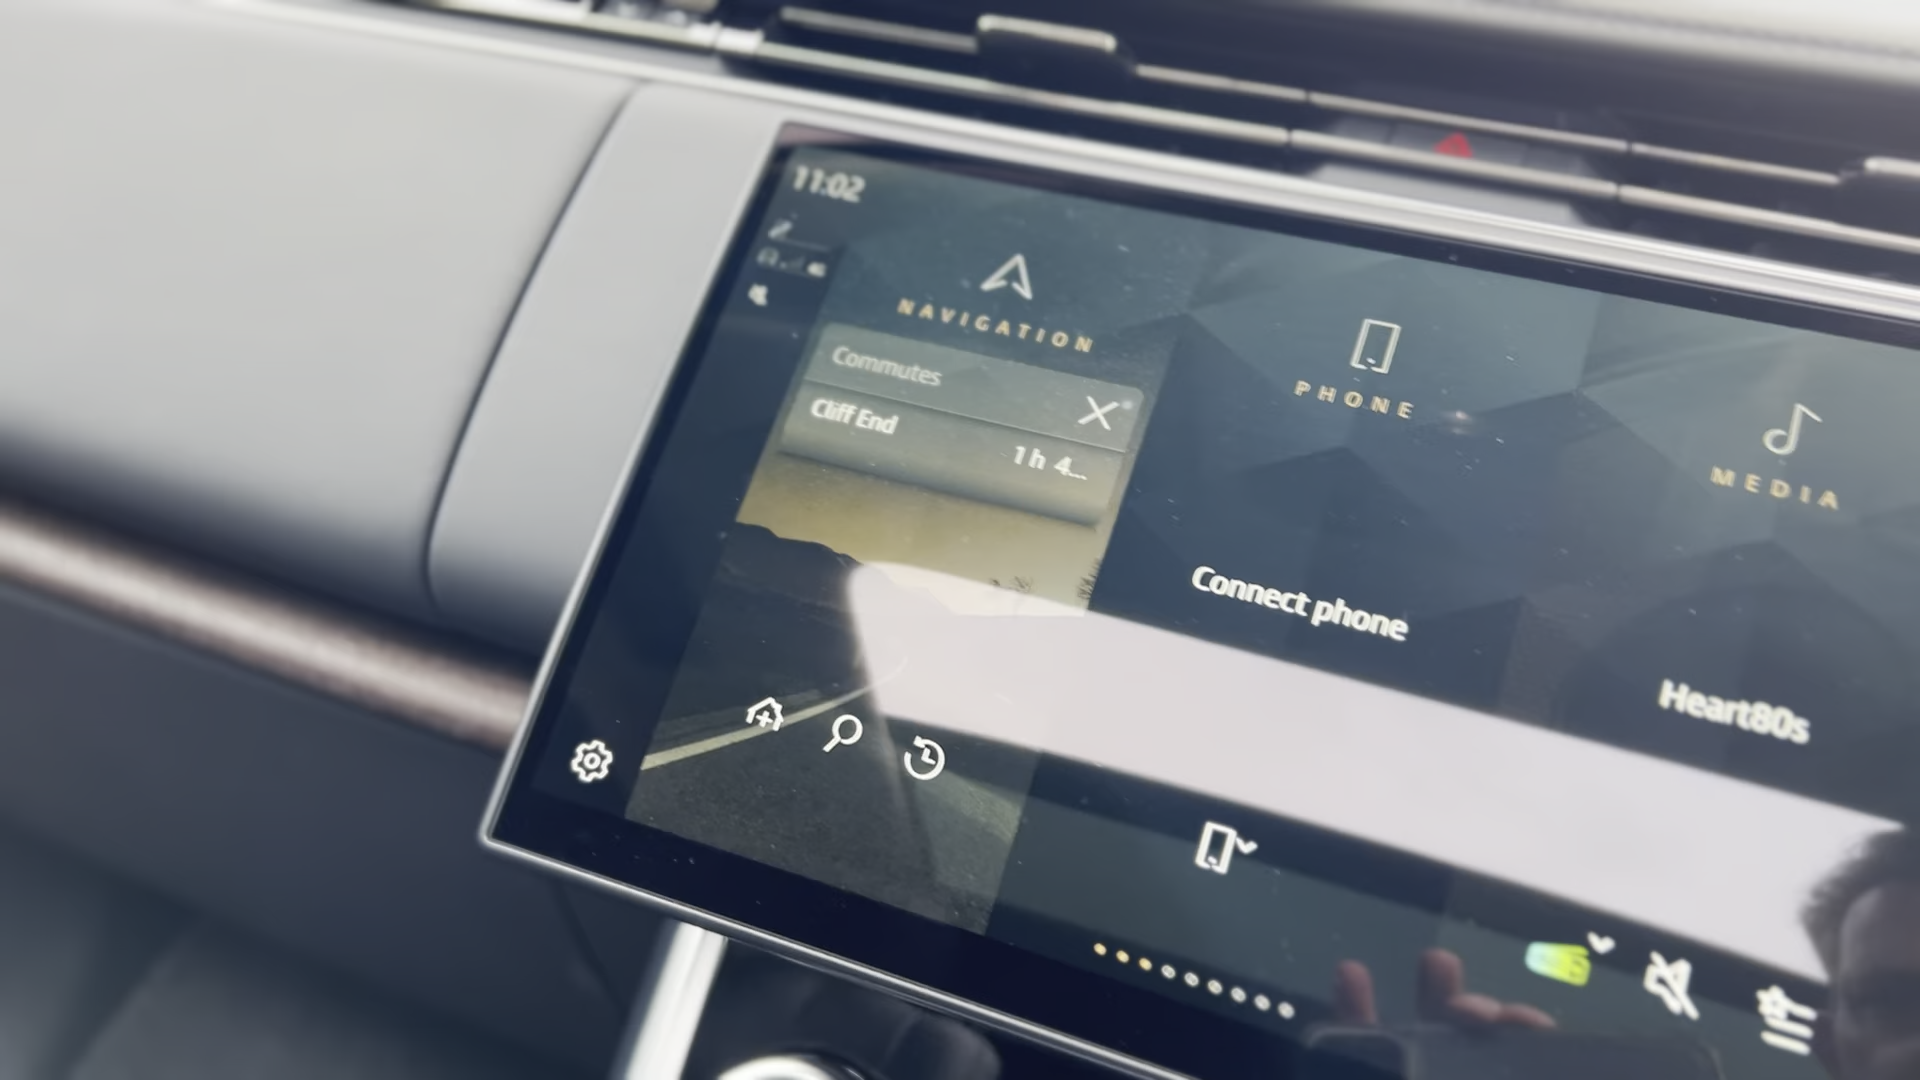 11:02
NAVIGATION
Commutes
Cliff End
1 h 4...
PHONE
Connect phone
MEDIA
Heart80s